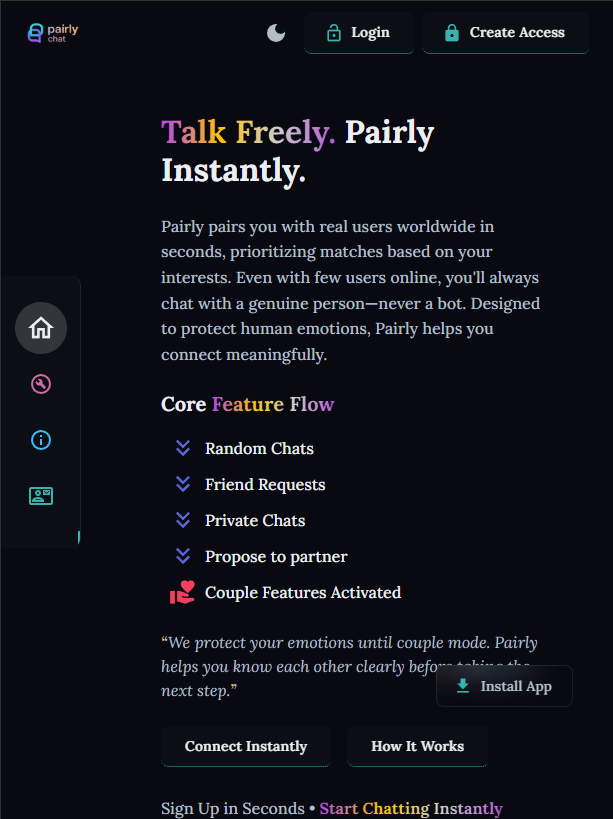 pairly
chat
Login
Create Access
Talk Freely. Pairly
Instantly.
Pairly pairs you with real users worldwide in
seconds, prioritizing matches based on your
interests. Even with few users online, you'll always
chat with a genuine person—never a bot. Designed
to protect human emotions, Pairly helps you
connect meaningfully.
Core Feature Flow
Random Chats
Friend Requests
Private Chats
Propose to partner
Couple Features Activated
“We protect your emotions until couple mode. Pairly
helps you know each other clearly before taking the
next step.”
Install App
Connect Instantly
How It Works
Sign Up in Seconds • Start Chatting Instantly